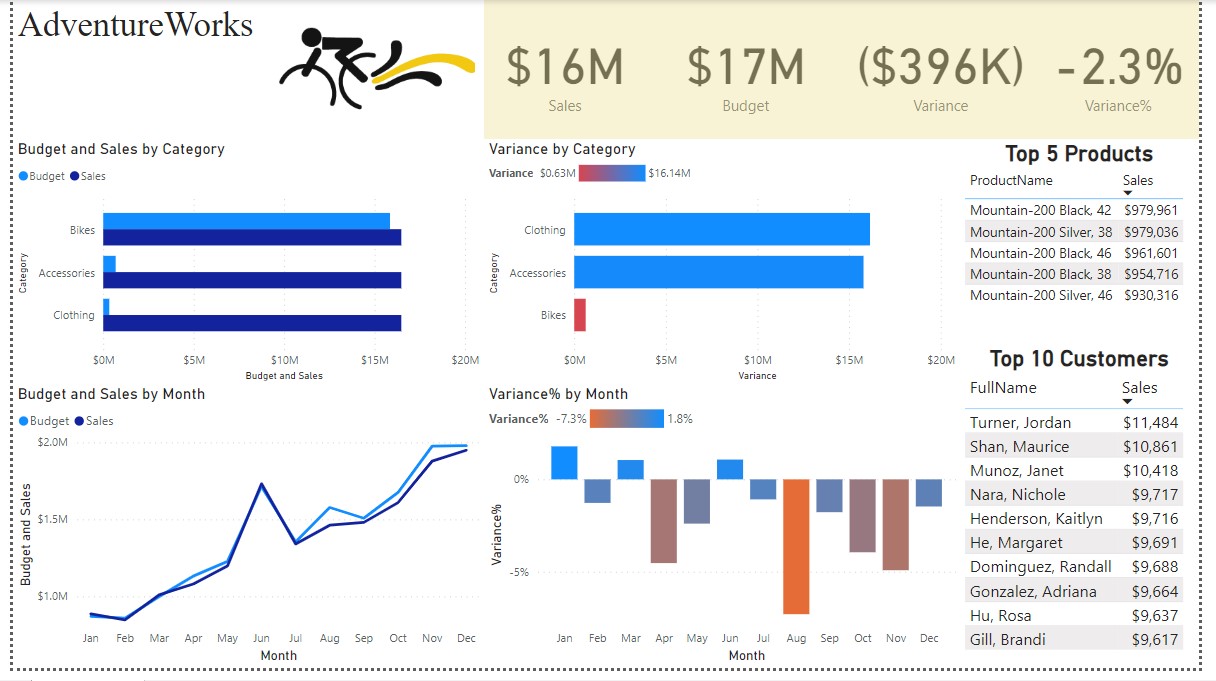 AdventureWorks
$16M
Sales
$17M
Budget
($396K)
Variance
-2.3%
Variance%
Budget and Sales by Category
Budget Sales
Category
Bikes
Accessories
Clothing
$0M $5M $10M $15M $20M
Budget and Sales
Variance by Category
Variance $0.63M $16.14M
Category
Clothing
Accessories
Bikes
$0M $5M $10M $15M $20M
Variance
Top 5 Products
ProductName Sales
Mountain-200 Black, 42 $979,961
Mountain-200 Silver, 38 $979,036
Mountain-200 Black, 46 $961,601
Mountain-200 Black, 38 $954,716
Mountain-200 Silver, 46 $930,316
Budget and Sales by Month
Budget Sales
Budget and Sales
$2.0M
$1.5M
$1.0M
Jan Feb Mar Apr May Jun Jul Aug Sep Oct Nov Dec
Month
Variance% by Month
Variance% -7.3% 1.8%
Variance%
0%
-5%
Jan Feb Mar Apr May Jun Jul Aug Sep Oct Nov Dec
Month
Top 10 Customers
FullName Sales
Turner, Jordan $11,484
Shan, Maurice $10,861
Munoz, Janet $10,418
Nara, Nichole $9,717
Henderson, Kaitlyn $9,716
He, Margaret $9,691
Dominguez, Randall $9,688
Gonzalez, Adriana $9,664
Hu, Rosa $9,637
Gill, Brandi $9,617